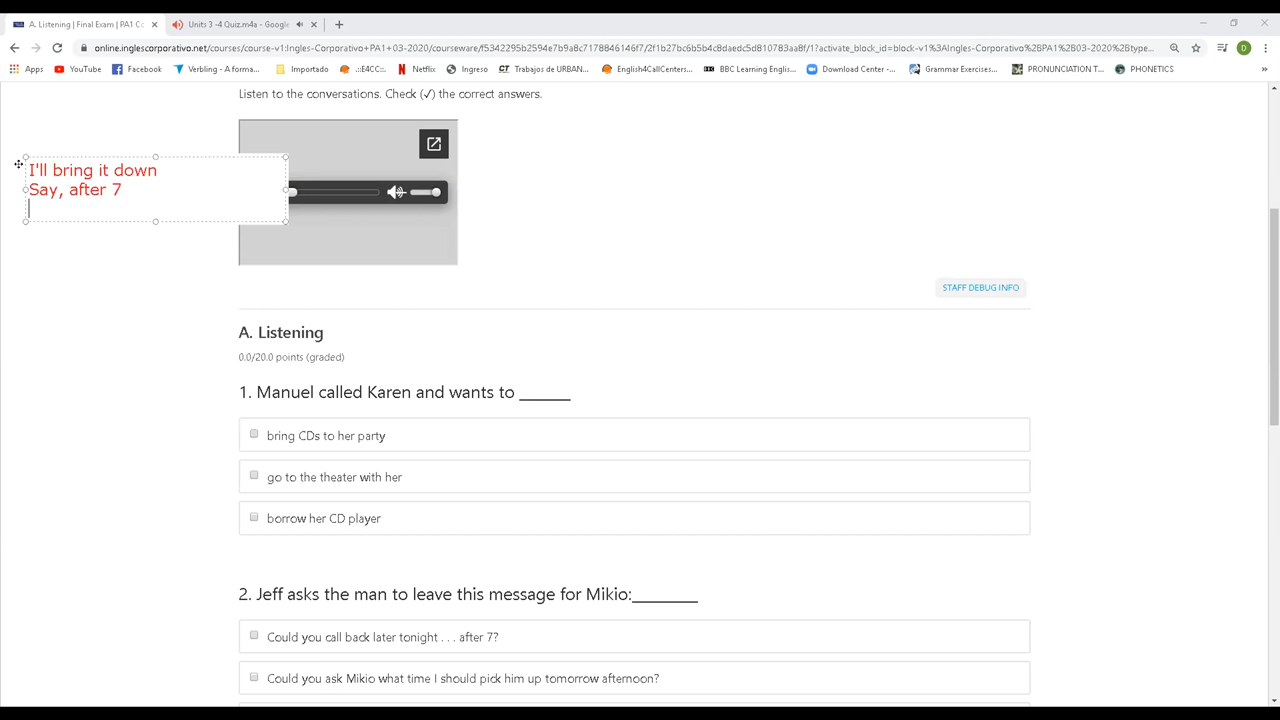 A. Listening | Final Exam | PA1 Co
Units 3 -4 Quiz.m4a - Google
online.inglescorporativo.net/courses/course-v1:Ingles-Corporativo+PA1+03-2020/courseware/f5342295b2594e7b9a8c7178846146f7/2f1b27bc6b5b4c8daedc5d810783aa8f/1?activate_block_id=block-v1%3AIngles-Corporativo%2BPA1%2B03-2020%2Btype...
D
Apps YouTube Facebook Verbling - A forma... Importado .::E4CC::. Netflix Ingreso Trabajos de URBAN... English4CallCenters... BBC Learning Englis... Download Center -... Grammar Exercises... PRONUNCIATION T... PHONETICS
Listen to the conversations. Check (✓) the correct answers.
I'll bring it down
Say, after 7
STAFF DEBUG INFO
A. Listening
0.0/20.0 points (graded)
1. Manuel called Karen and wants to ______
bring CDs to her party
go to the theater with her
borrow her CD player
2. Jeff asks the man to leave this message for Mikio:________
Could you call back later tonight . . . after 7?
Could you ask Mikio what time I should pick him up tomorrow afternoon?